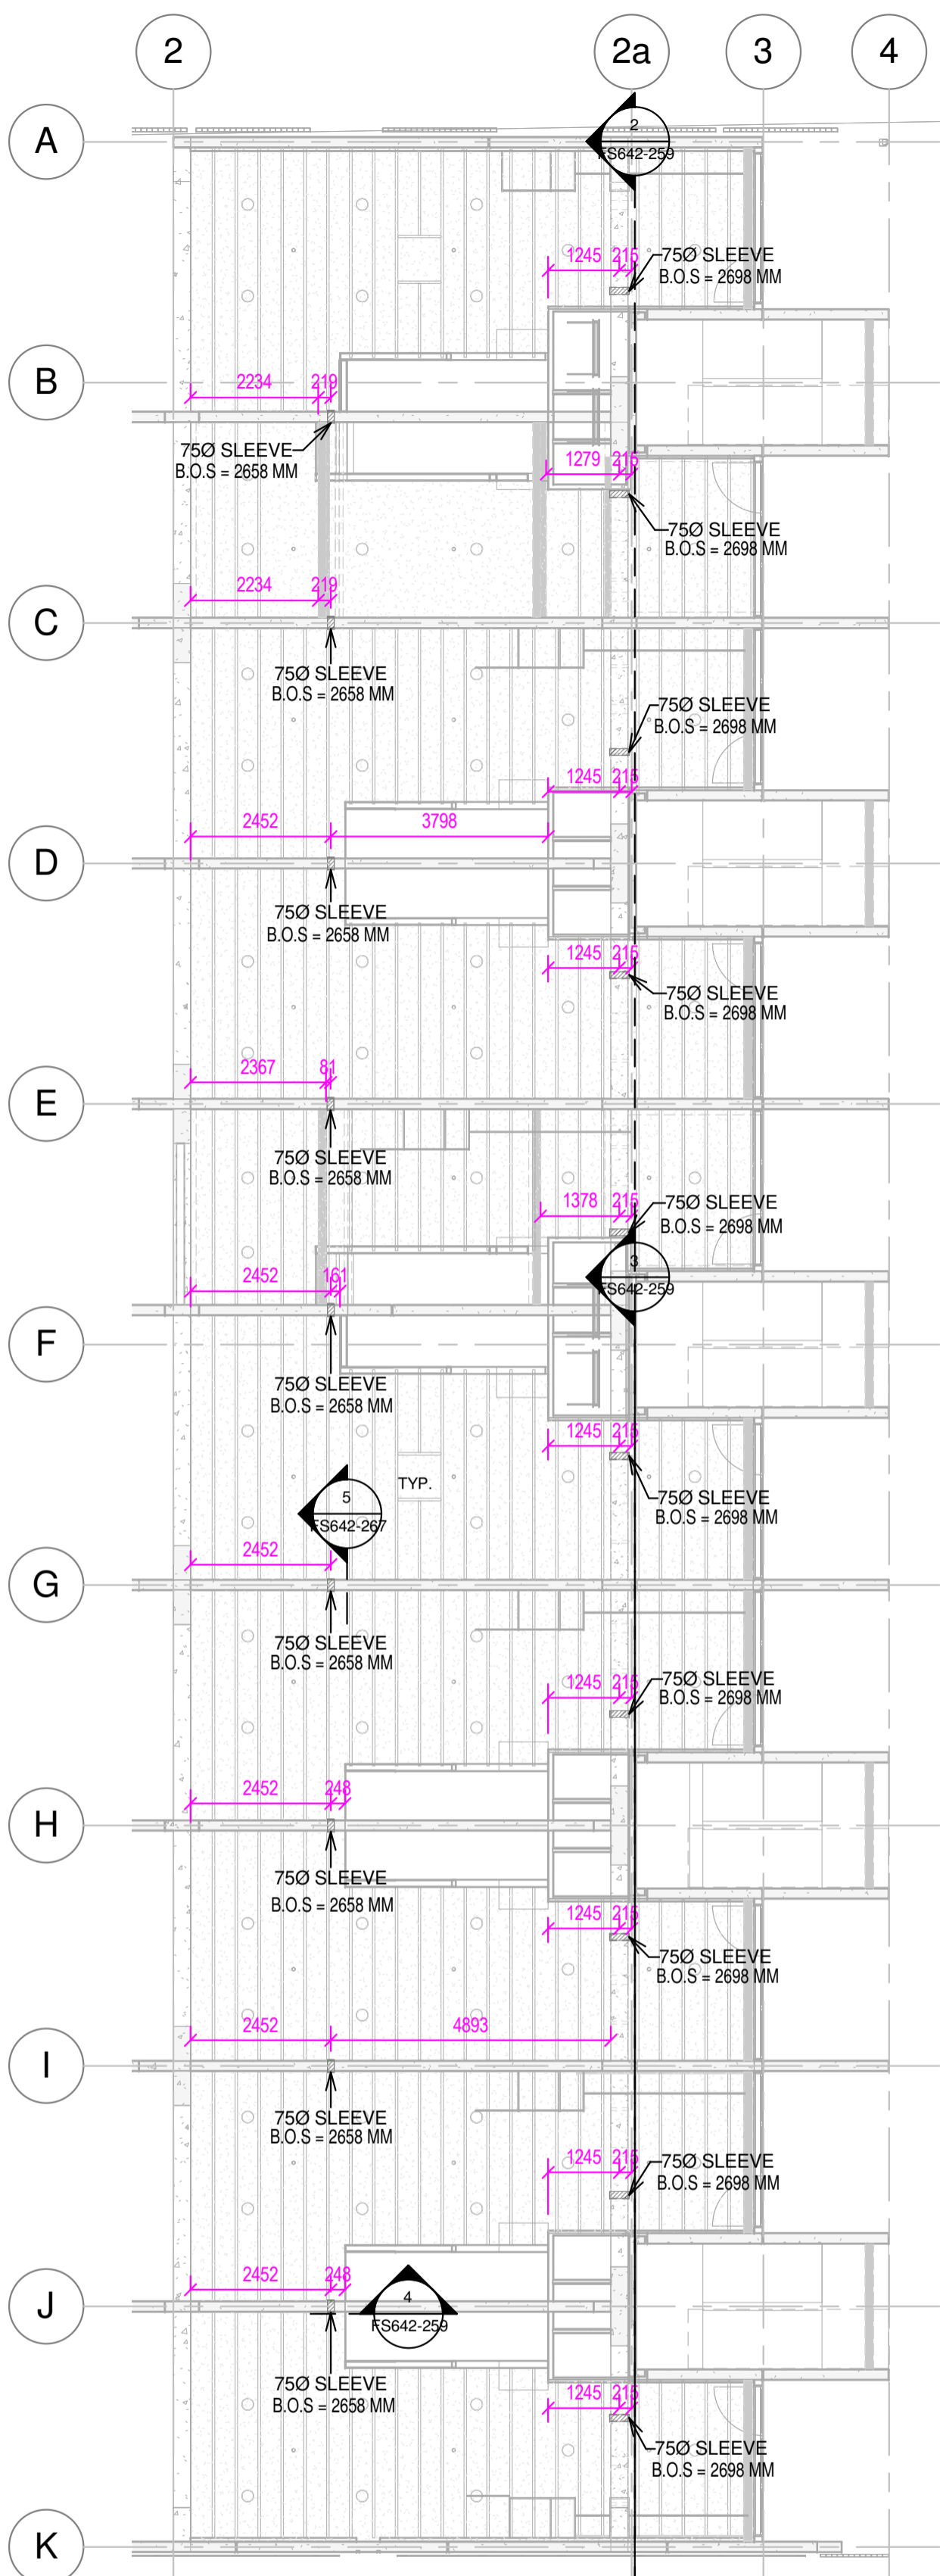 2 2a 3 4
A
2
FS642-259
75Ø SLEEVE
1245 215
B.O.S = 2698 MM
B
2234 219
75Ø SLEEVE
B.O.S = 2658 MM
1279 215
75Ø SLEEVE
B.O.S = 2698 MM
2234 219
C
75Ø SLEEVE
B.O.S = 2658 MM
75Ø SLEEVE
B.O.S = 2698 MM
1245 215
2452 3798
D
75Ø SLEEVE
B.O.S = 2658 MM
1245 215
75Ø SLEEVE
B.O.S = 2698 MM
2367 81
E
75Ø SLEEVE
B.O.S = 2658 MM
1378 215
75Ø SLEEVE
B.O.S = 2698 MM
3
FS642-259
2452 161
F
75Ø SLEEVE
B.O.S = 2658 MM
1245 215
TYP.
5
FS642-267
75Ø SLEEVE
B.O.S = 2698 MM
2452
G
75Ø SLEEVE
B.O.S = 2658 MM
1245 215
75Ø SLEEVE
B.O.S = 2698 MM
2452 248
H
75Ø SLEEVE
B.O.S = 2658 MM
1245 215
75Ø SLEEVE
B.O.S = 2698 MM
2452 4893
I
75Ø SLEEVE
B.O.S = 2658 MM
1245 215
75Ø SLEEVE
B.O.S = 2698 MM
2452 248
J
4
FS642-259
75Ø SLEEVE
B.O.S = 2658 MM
1245 215
75Ø SLEEVE
B.O.S = 2698 MM
K